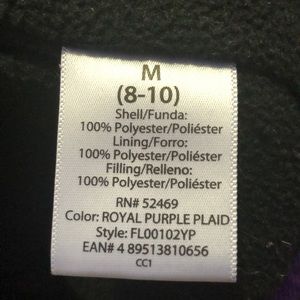 M
(8-10)
Shell/Funda:
100% Polyester/Poliéster
Lining/Forro:
100% Polyester/Poliéster
Filling/Relleno:
100% Polyester/Poliéster
RN# 52469
Color: ROYAL PURPLE PLAID
Style: FL00102YP
EAN# 4 89513810656
CC1